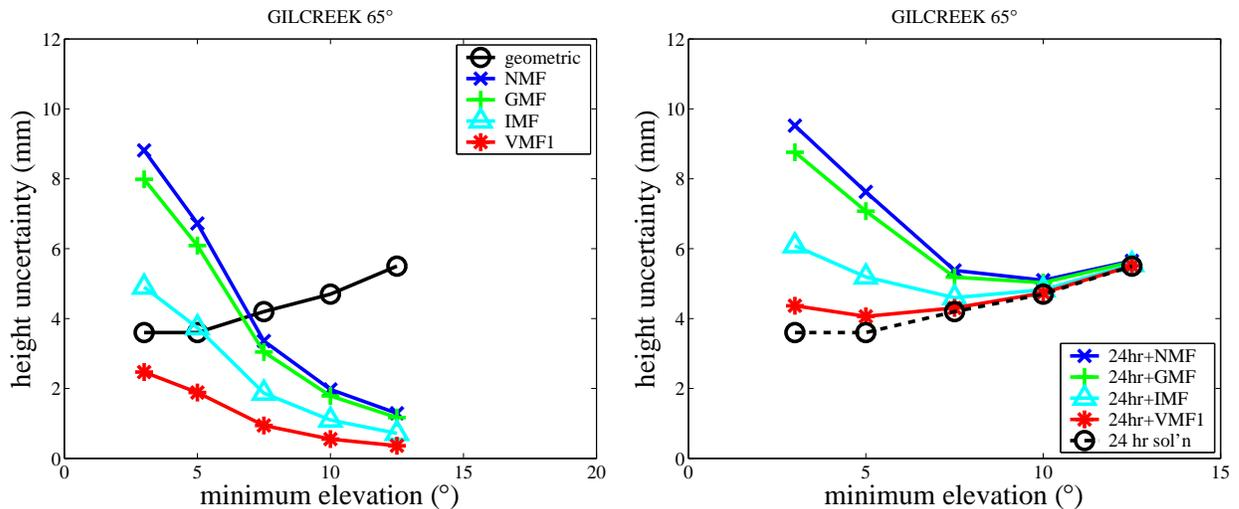 GILCREEK 65°
12
10
8
6
4
2
0
height uncertainty (mm)
0 5 10 15 20
minimum elevation (°)
geometric
NMF
GMF
IMF
VMF1
GILCREEK 65°
12
10
8
6
4
2
0
height uncertainty (mm)
0 5 10 15
minimum elevation (°)
24hr+NMF
24hr+GMF
24hr+IMF
24hr+VMF1
24 hr sol'n